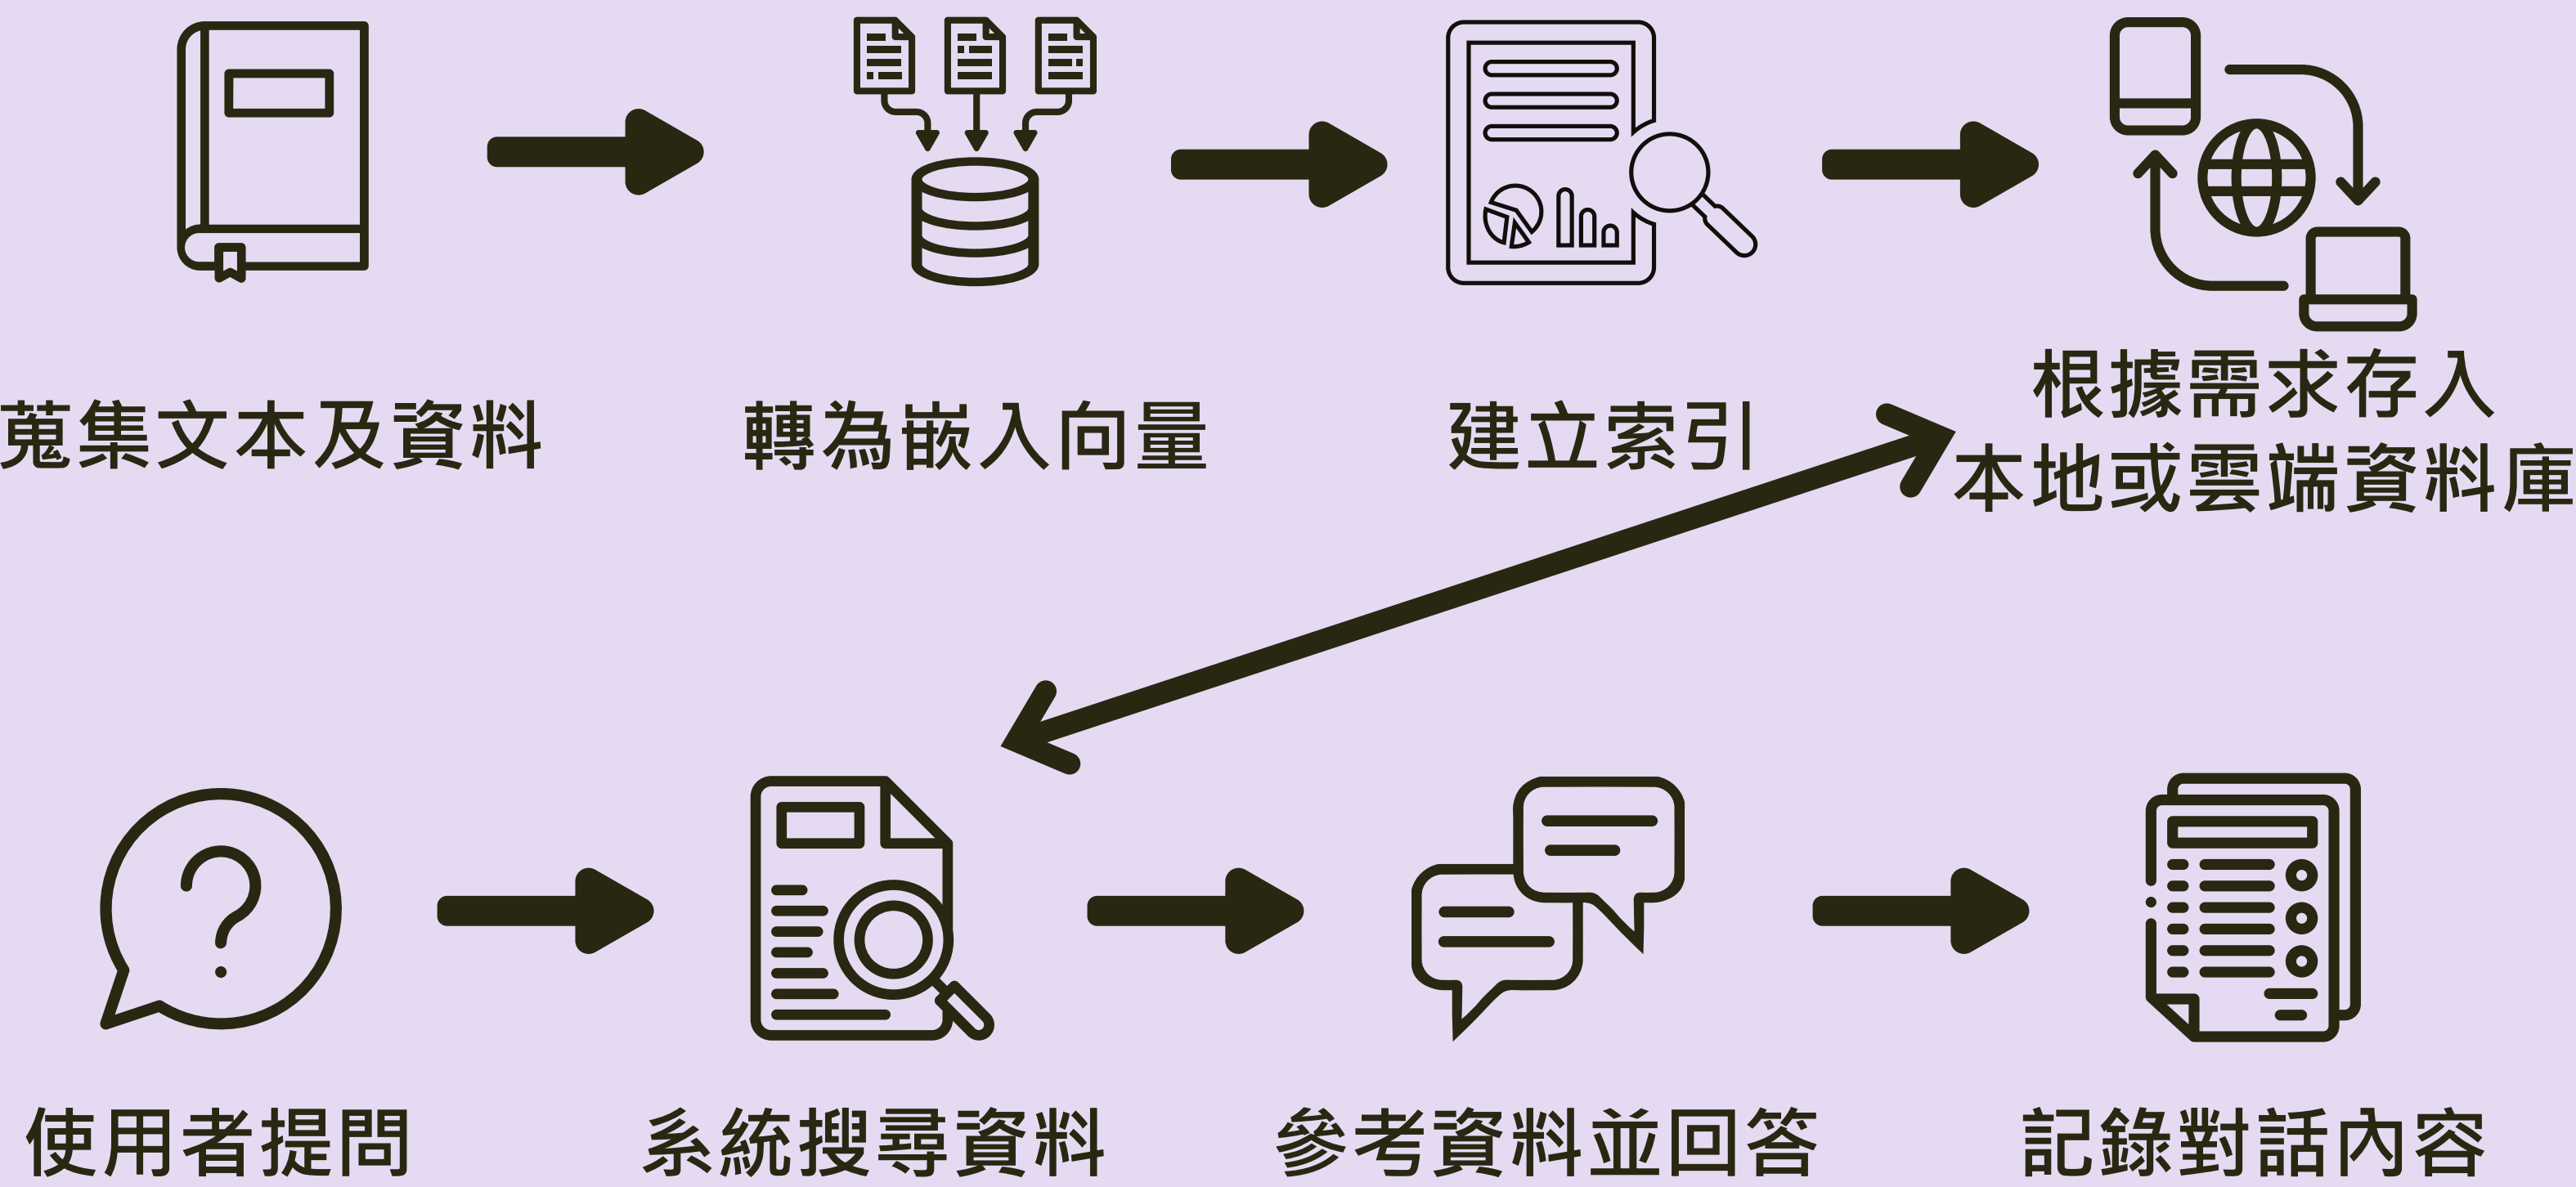 蒐集文本及資料
轉為嵌入向量
建立索引
根據需求存入
本地或雲端資料庫
使用者提問
系統搜尋資料
參考資料並回答
記錄對話內容